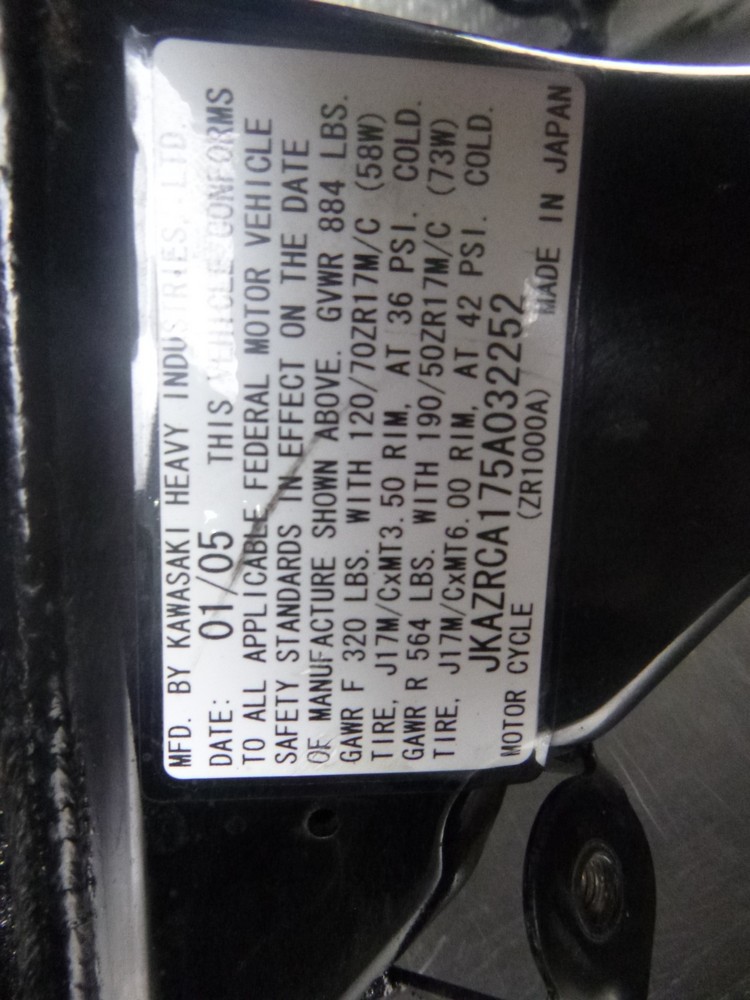 MFD. BY KAWASAKI HEAVY INDUSTRIES, LTD.
DATE: 01/05 THIS VEHICLE CONFORMS
TO ALL APPLICABLE FEDERAL MOTOR VEHICLE
SAFETY STANDARDS IN EFFECT ON THE DATE
OF MANUFACTURE SHOWN ABOVE. GVWR 884 LBS.
GAWR F 320 LBS. WITH 120/70ZR17M/C (58W)
TIRE, J17M/CxMT3.50 RIM, AT 36 PSI. COLD.
GAWR R 564 LBS. WITH 190/50ZR17M/C (73W)
TIRE, J17M/CxMT6.00 RIM, AT 42 PSI. COLD.
JKAZRCA175A032252
MOTOR CYCLE (ZR1000A) MADE IN JAPAN